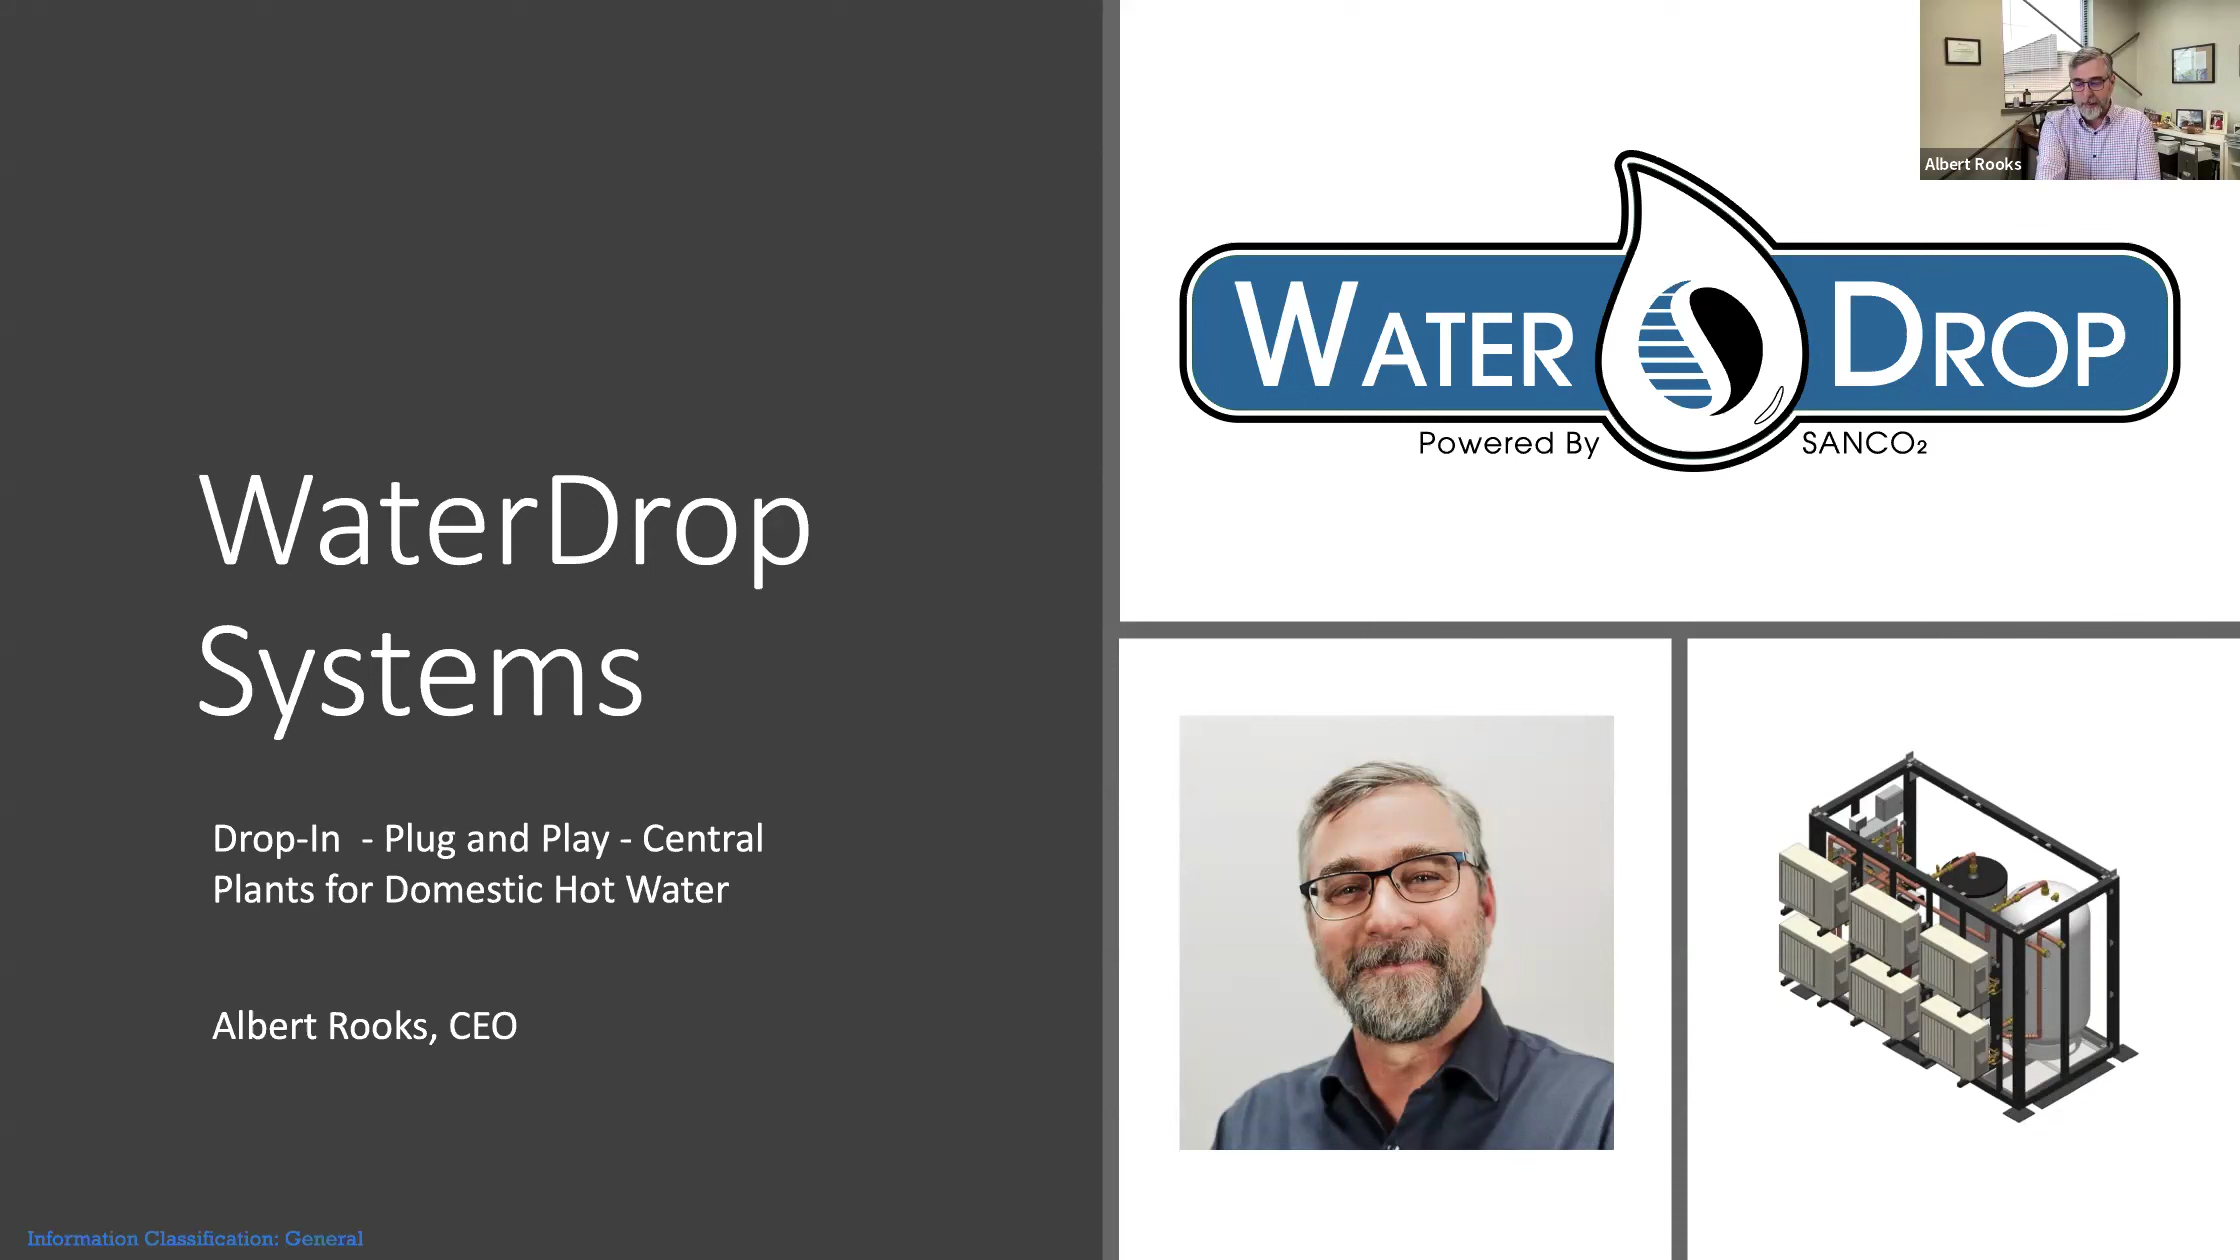 WaterDrop
Systems
Drop-In  - Plug and Play - Central
Plants for Domestic Hot Water
Albert Rooks, CEO
Information Classification: General
WATER DROP
Powered By SANCO₂
Albert Rooks